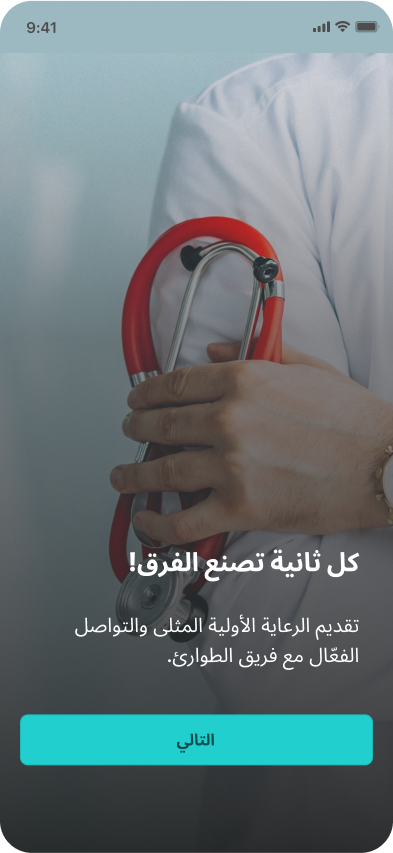 9:41
كل ثانية تصنع الفرق!
تقديم الرعاية الأولية المثلى والتواصل
الفعّال مع فريق الطوارئ.
التالي